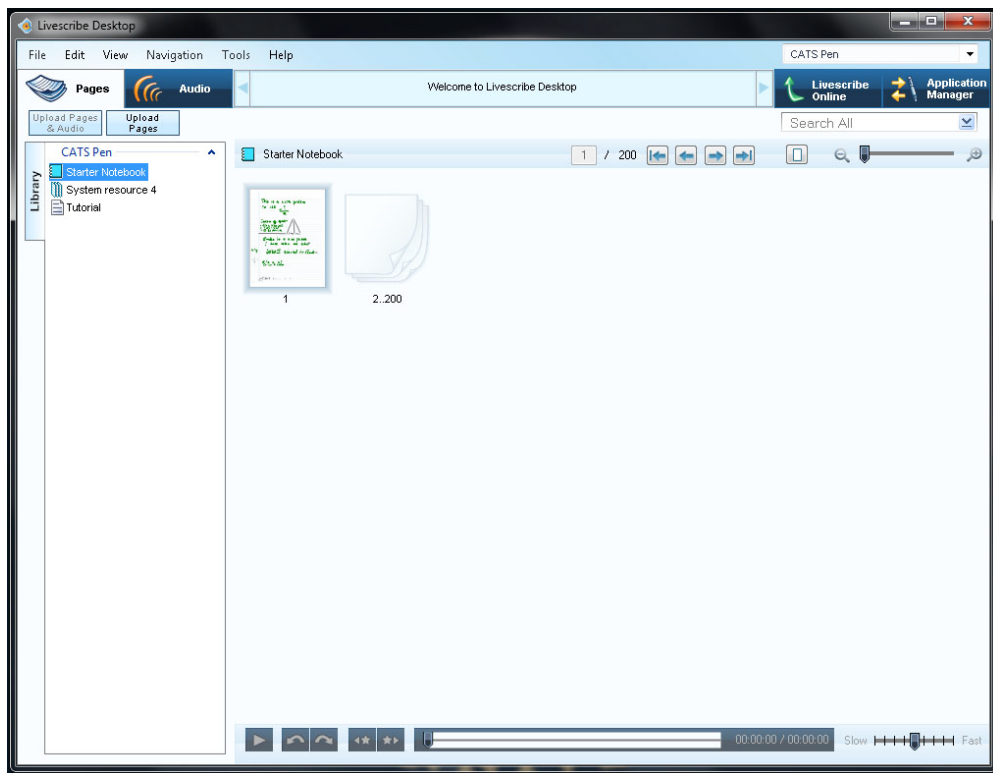 Livescribe Desktop
File Edit View Navigation Tools Help CATS Pen
Pages Audio Welcome to Livescribe Desktop Livescribe Online Application Manager
Upload Pages & Audio Upload Pages Search All
Library
CATS Pen
Starter Notebook
System resource 4
Tutorial
Starter Notebook 1 / 200
1 2..200
00:00:00 / 00:00:00 Slow Fast